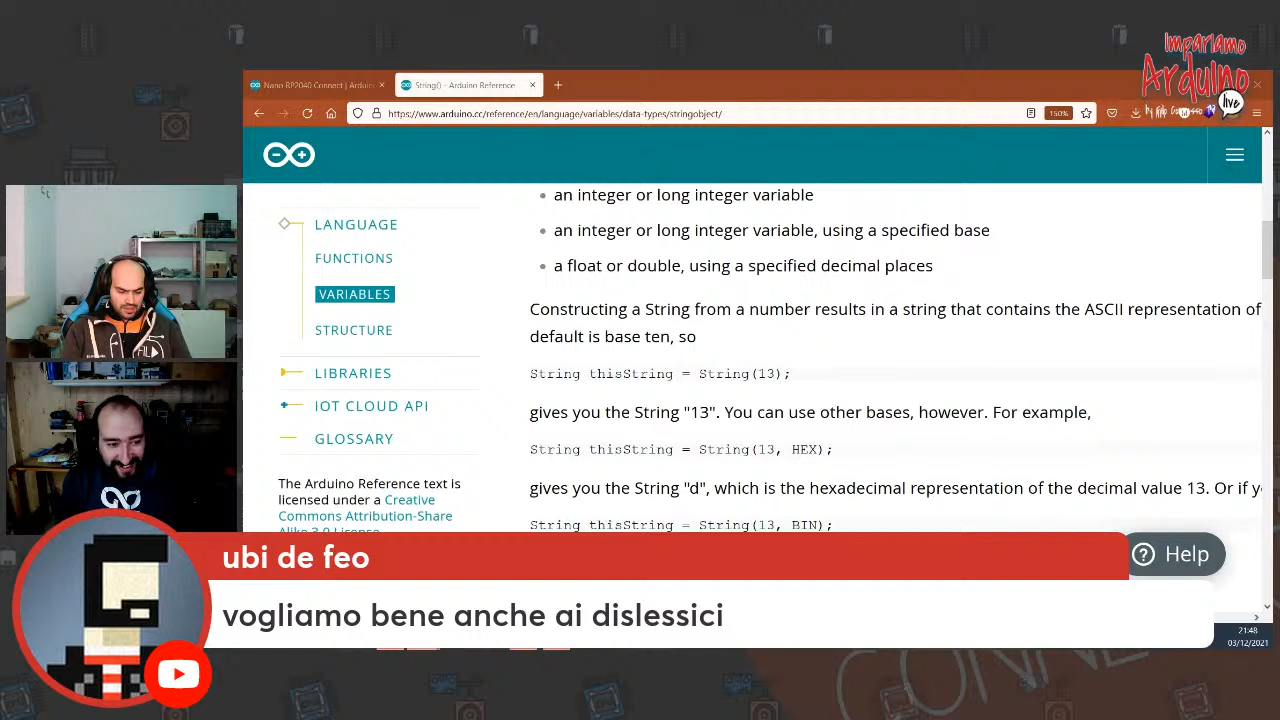 Impariamo
Arduino
live
Nano RP2040 Connect | Arduin
String() - Arduino Reference
https://www.arduino.cc/reference/en/language/variables/data-types/stringobject/
150%
LANGUAGE
FUNCTIONS
VARIABLES
STRUCTURE
LIBRARIES
IOT CLOUD API
GLOSSARY
The Arduino Reference text is
licensed under a Creative
Commons Attribution-Share
Alike 3.0 License
an integer or long integer variable
an integer or long integer variable, using a specified base
a float or double, using a specified decimal places
Constructing a String from a number results in a string that contains the ASCII representation of
default is base ten, so
String thisString = String(13);
gives you the String "13". You can use other bases, however. For example,
String thisString = String(13, HEX);
gives you the String "d", which is the hexadecimal representation of the decimal value 13. Or if y
String thisString = String(13, BIN);
Help
ubi de feo
vogliamo bene anche ai dislessici
21:48
03/12/2021
CONNE